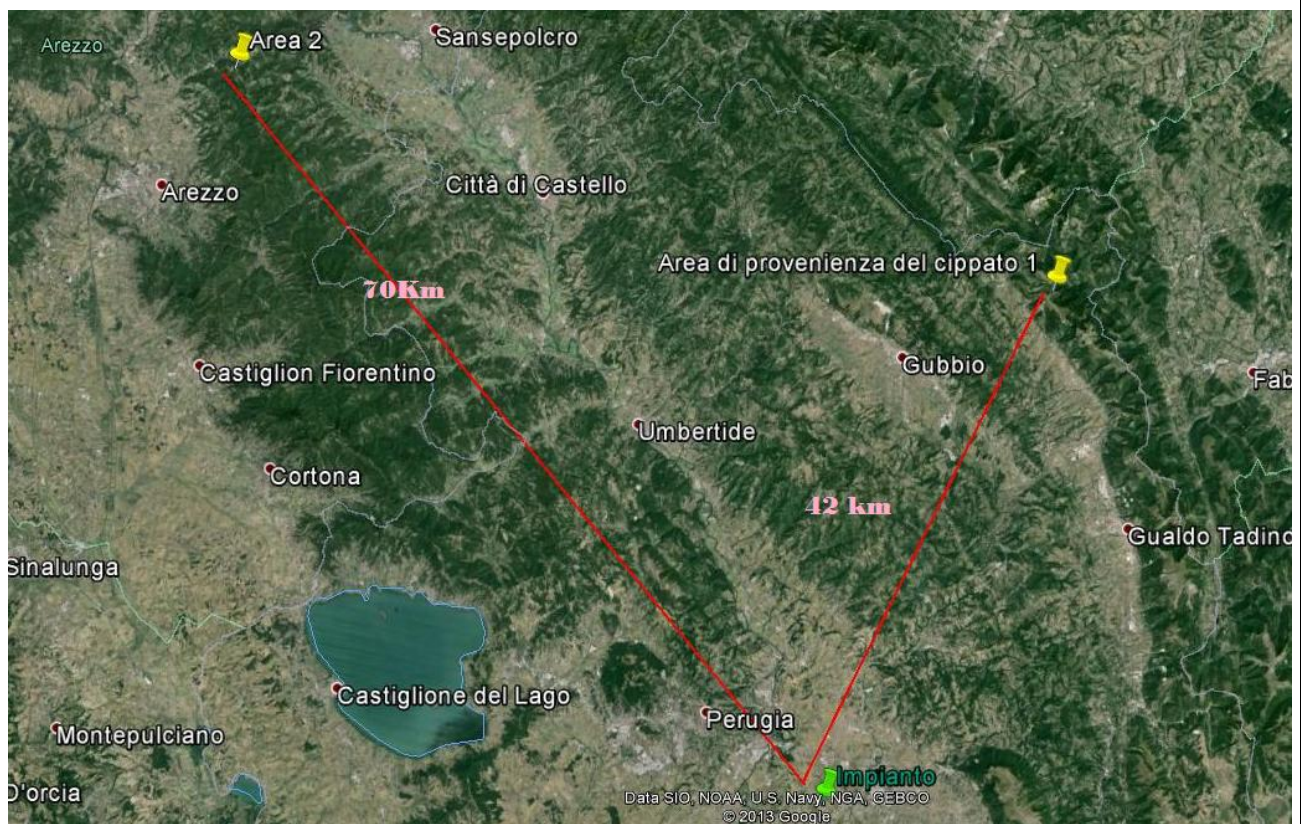 Arezzo
Area 2
Sansepolcro
Arezzo
Città di Castello
Area di provenienza del cippato 1
70Km
Gubbio
Castiglion Fiorentino
Fab
Umbertide
Cortona
42 km
Gualdo Tadino
Sinalunga
Castiglione del Lago
Perugia
Montepulciano
Impianto
D'orcia
Data SIO, NOAA, U.S. Navy, NGA, GEBCO
© 2013 Google